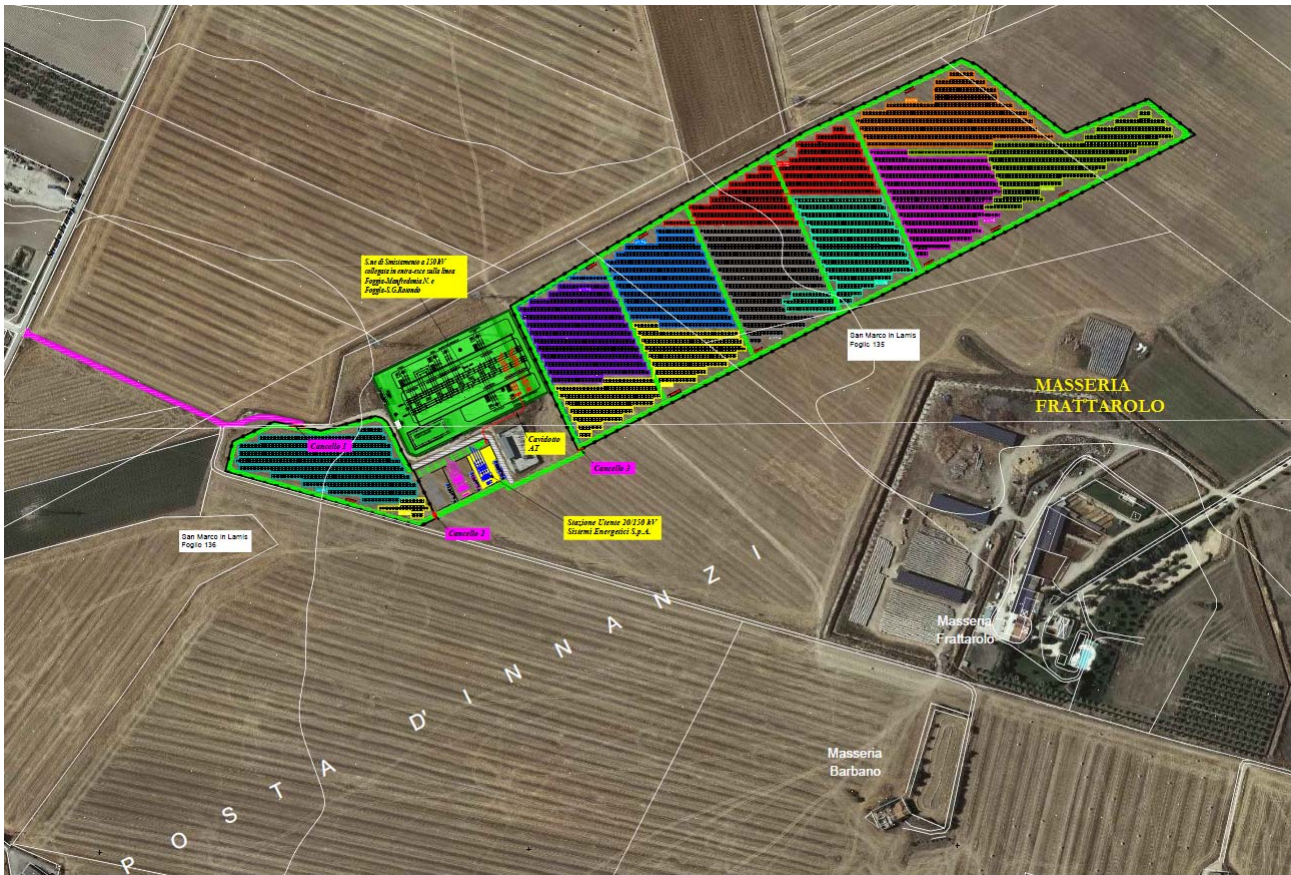 S.ne di Smistamento a 150 kV
collegata in entra-esce sulla linea
Foggia-Manfredonia N. e
Foggia-S.G.Rotondo
San Marco in Lamis
Foglio 135
MASSERIA
FRATTAROLO
Cancello 1
Cavidotto
AT
Cancello 3
Stazione Utente 20/150 kV
Sistemi Energetici S.p.A.
Cancello 2
San Marco in Lamis
Foglio 136
Masseria
Frattarolo
POSTA D'INNANZI
Masseria
Barbano